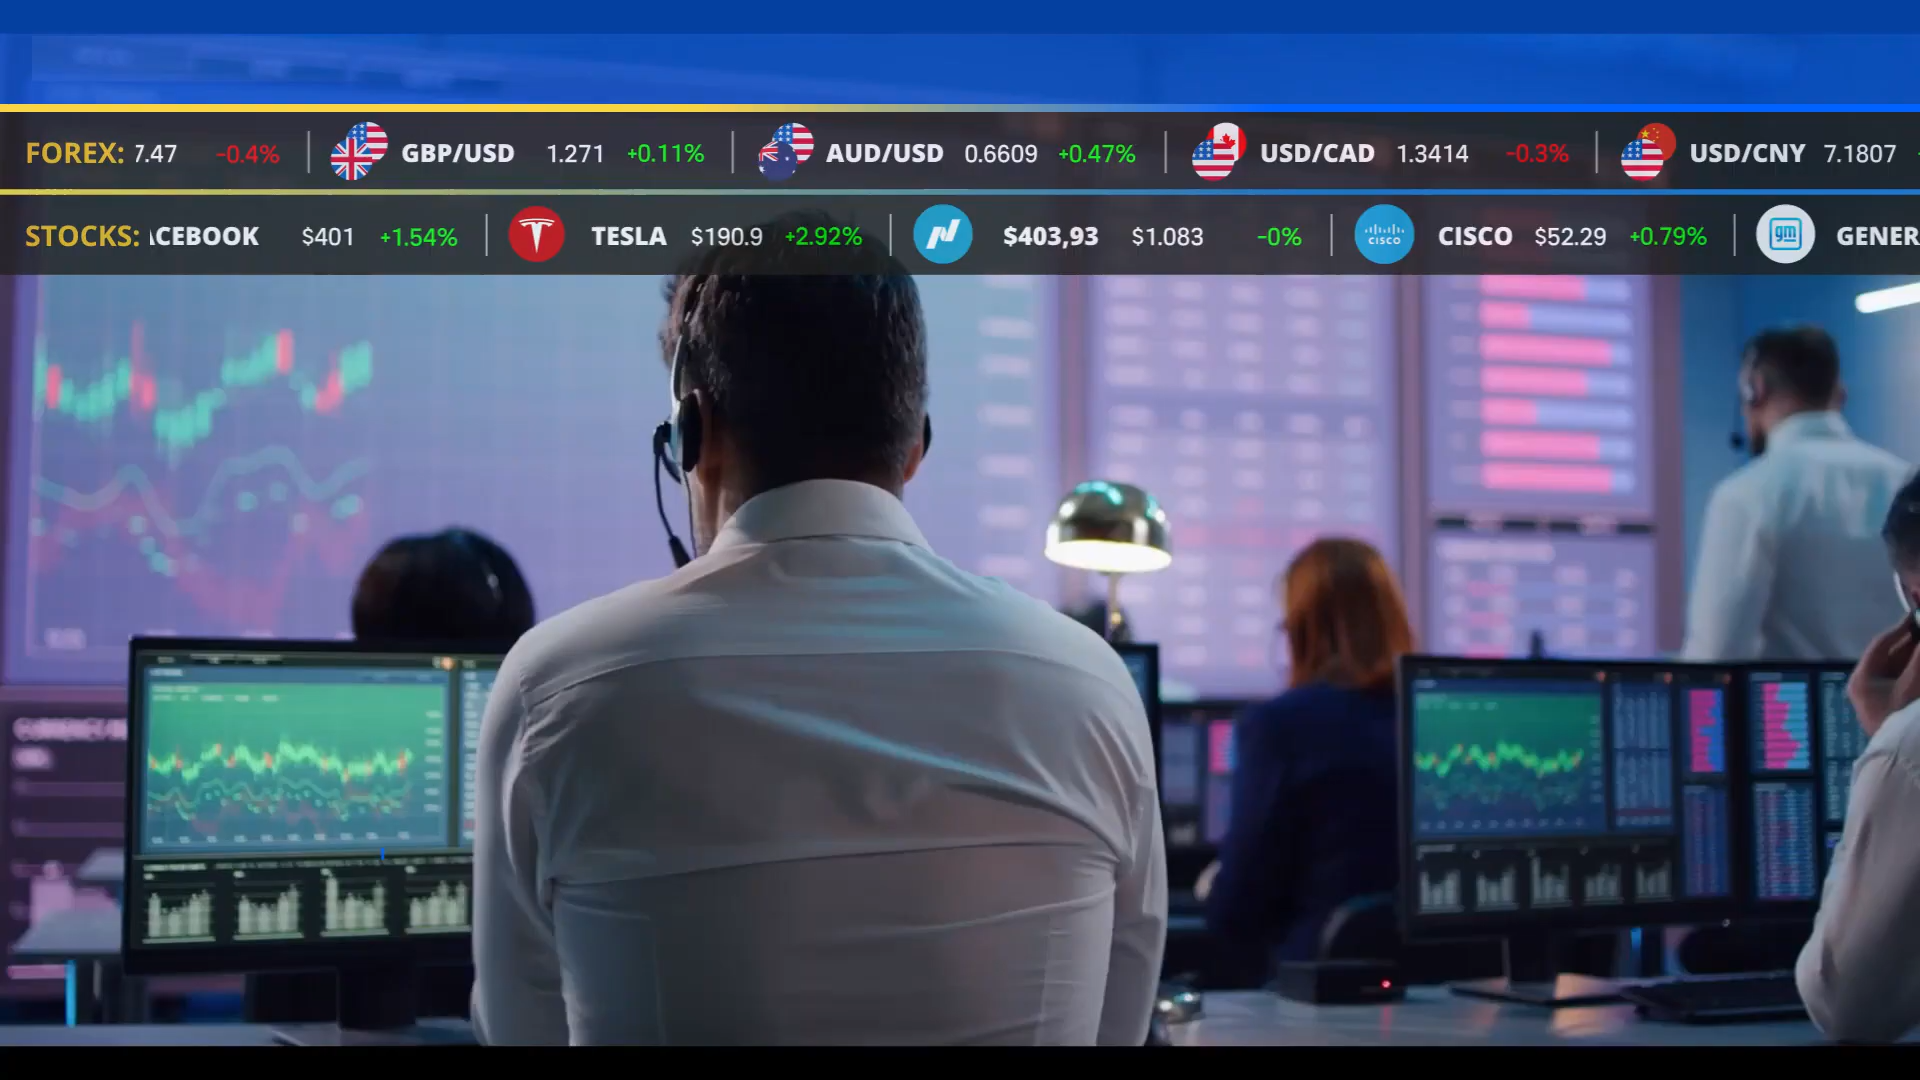 FOREX: 7.47 -0.4% GBP/USD 1.271 +0.11% AUD/USD 0.6609 +0.47% USD/CAD 1.3414 -0.3% USD/CNY 7.1807
STOCKS: ACEBOOK $401 +1.54% TESLA $190.9 +2.92% $403,93 $1.083 -0% CISCO CISCO $52.29 +0.79% gm GENER